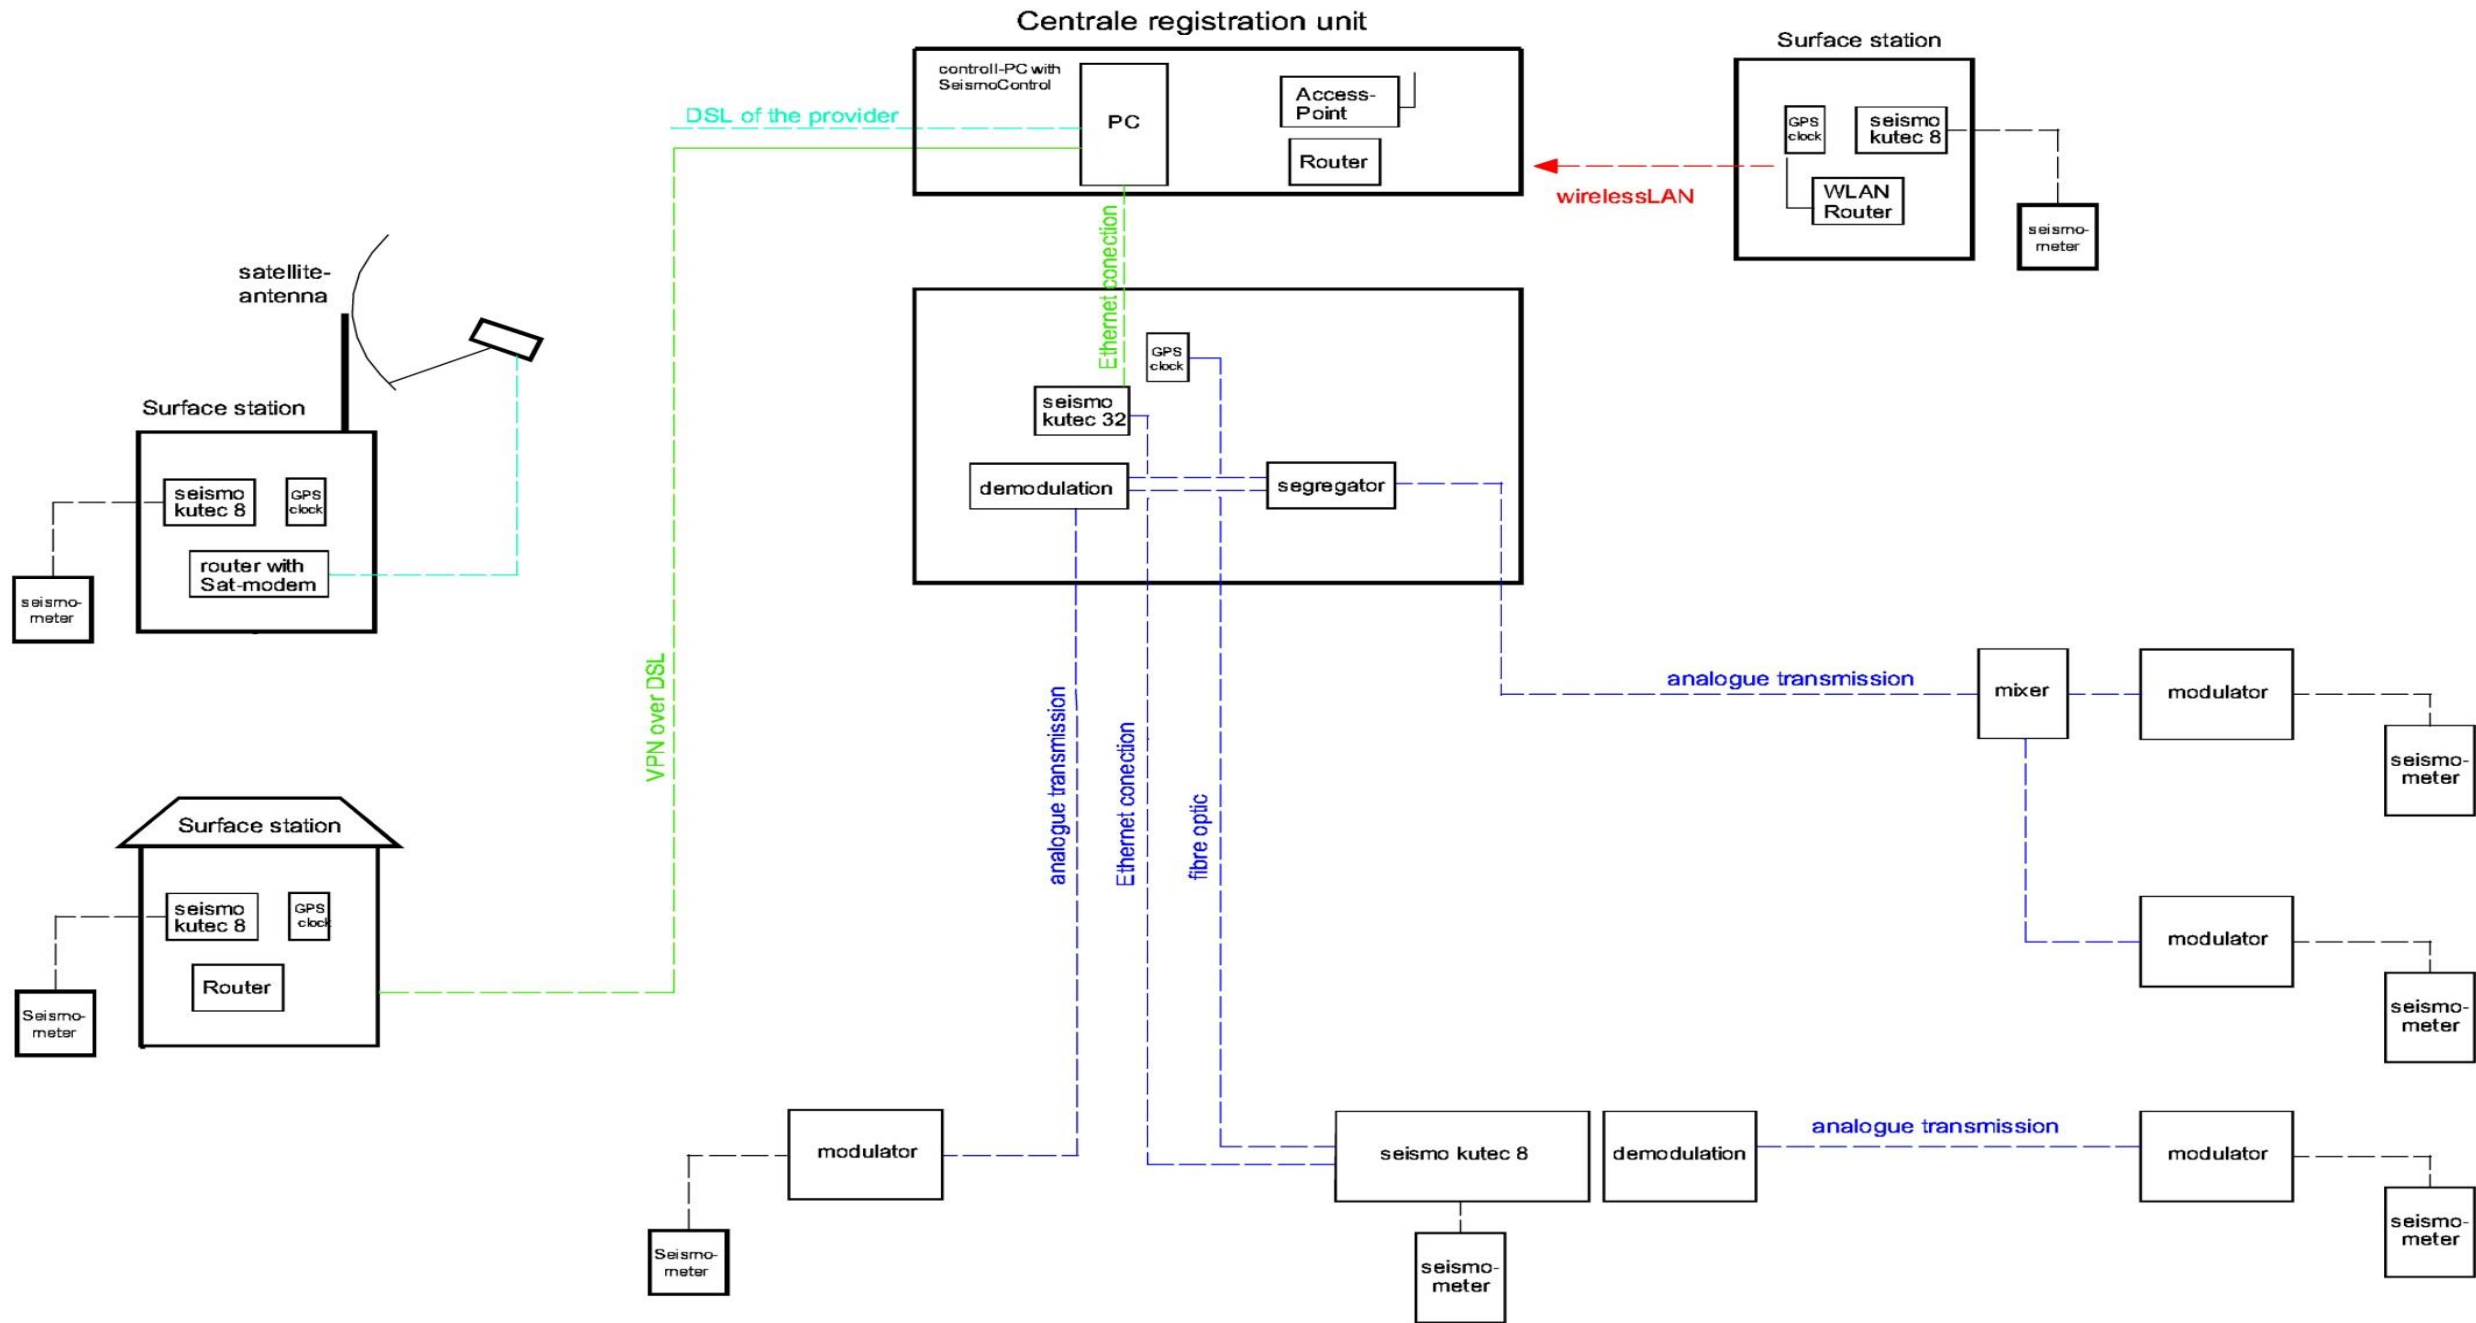 Centrale registration unit
controll-PC with
SeismoControl
PC
Access-
Point
Router
DSL of the provider
Surface station
GPS
clock
seismo
kutec 8
WLAN
Router
wirelessLAN
seismo-
meter
Ethernet conection
satellite-
antenna
Surface station
seismo
kutec 8
GPS
clock
router with
Sat-modem
seismo-
meter
GPS
clock
seismo
kutec 32
demodulation
segregator
VPN over DSL
analogue transmission
Ethernet conection
fibre optic
analogue transmission
mixer
modulator
seismo-
meter
Surface station
seismo
kutec 8
GPS
clock
Router
Seismo-
meter
modulator
seismo-
meter
modulator
Seismo-
meter
seismo kutec 8
seismo-
meter
demodulation
analogue transmission
modulator
seismo-
meter